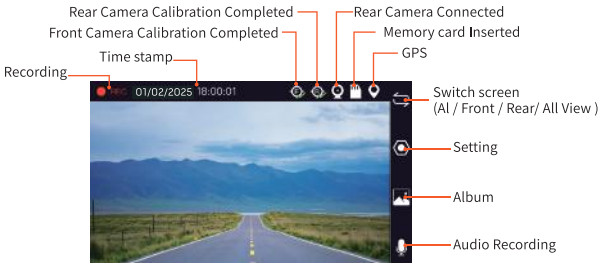 Rear Camera Calibration Completed
Rear Camera Connected
Front Camera Calibration Completed
Memory card Inserted
Time stamp
GPS
Recording
REC 01/02/2025 18:00:01
Switch screen
(Al / Front / Rear/ All View )
Setting
Album
Audio Recording